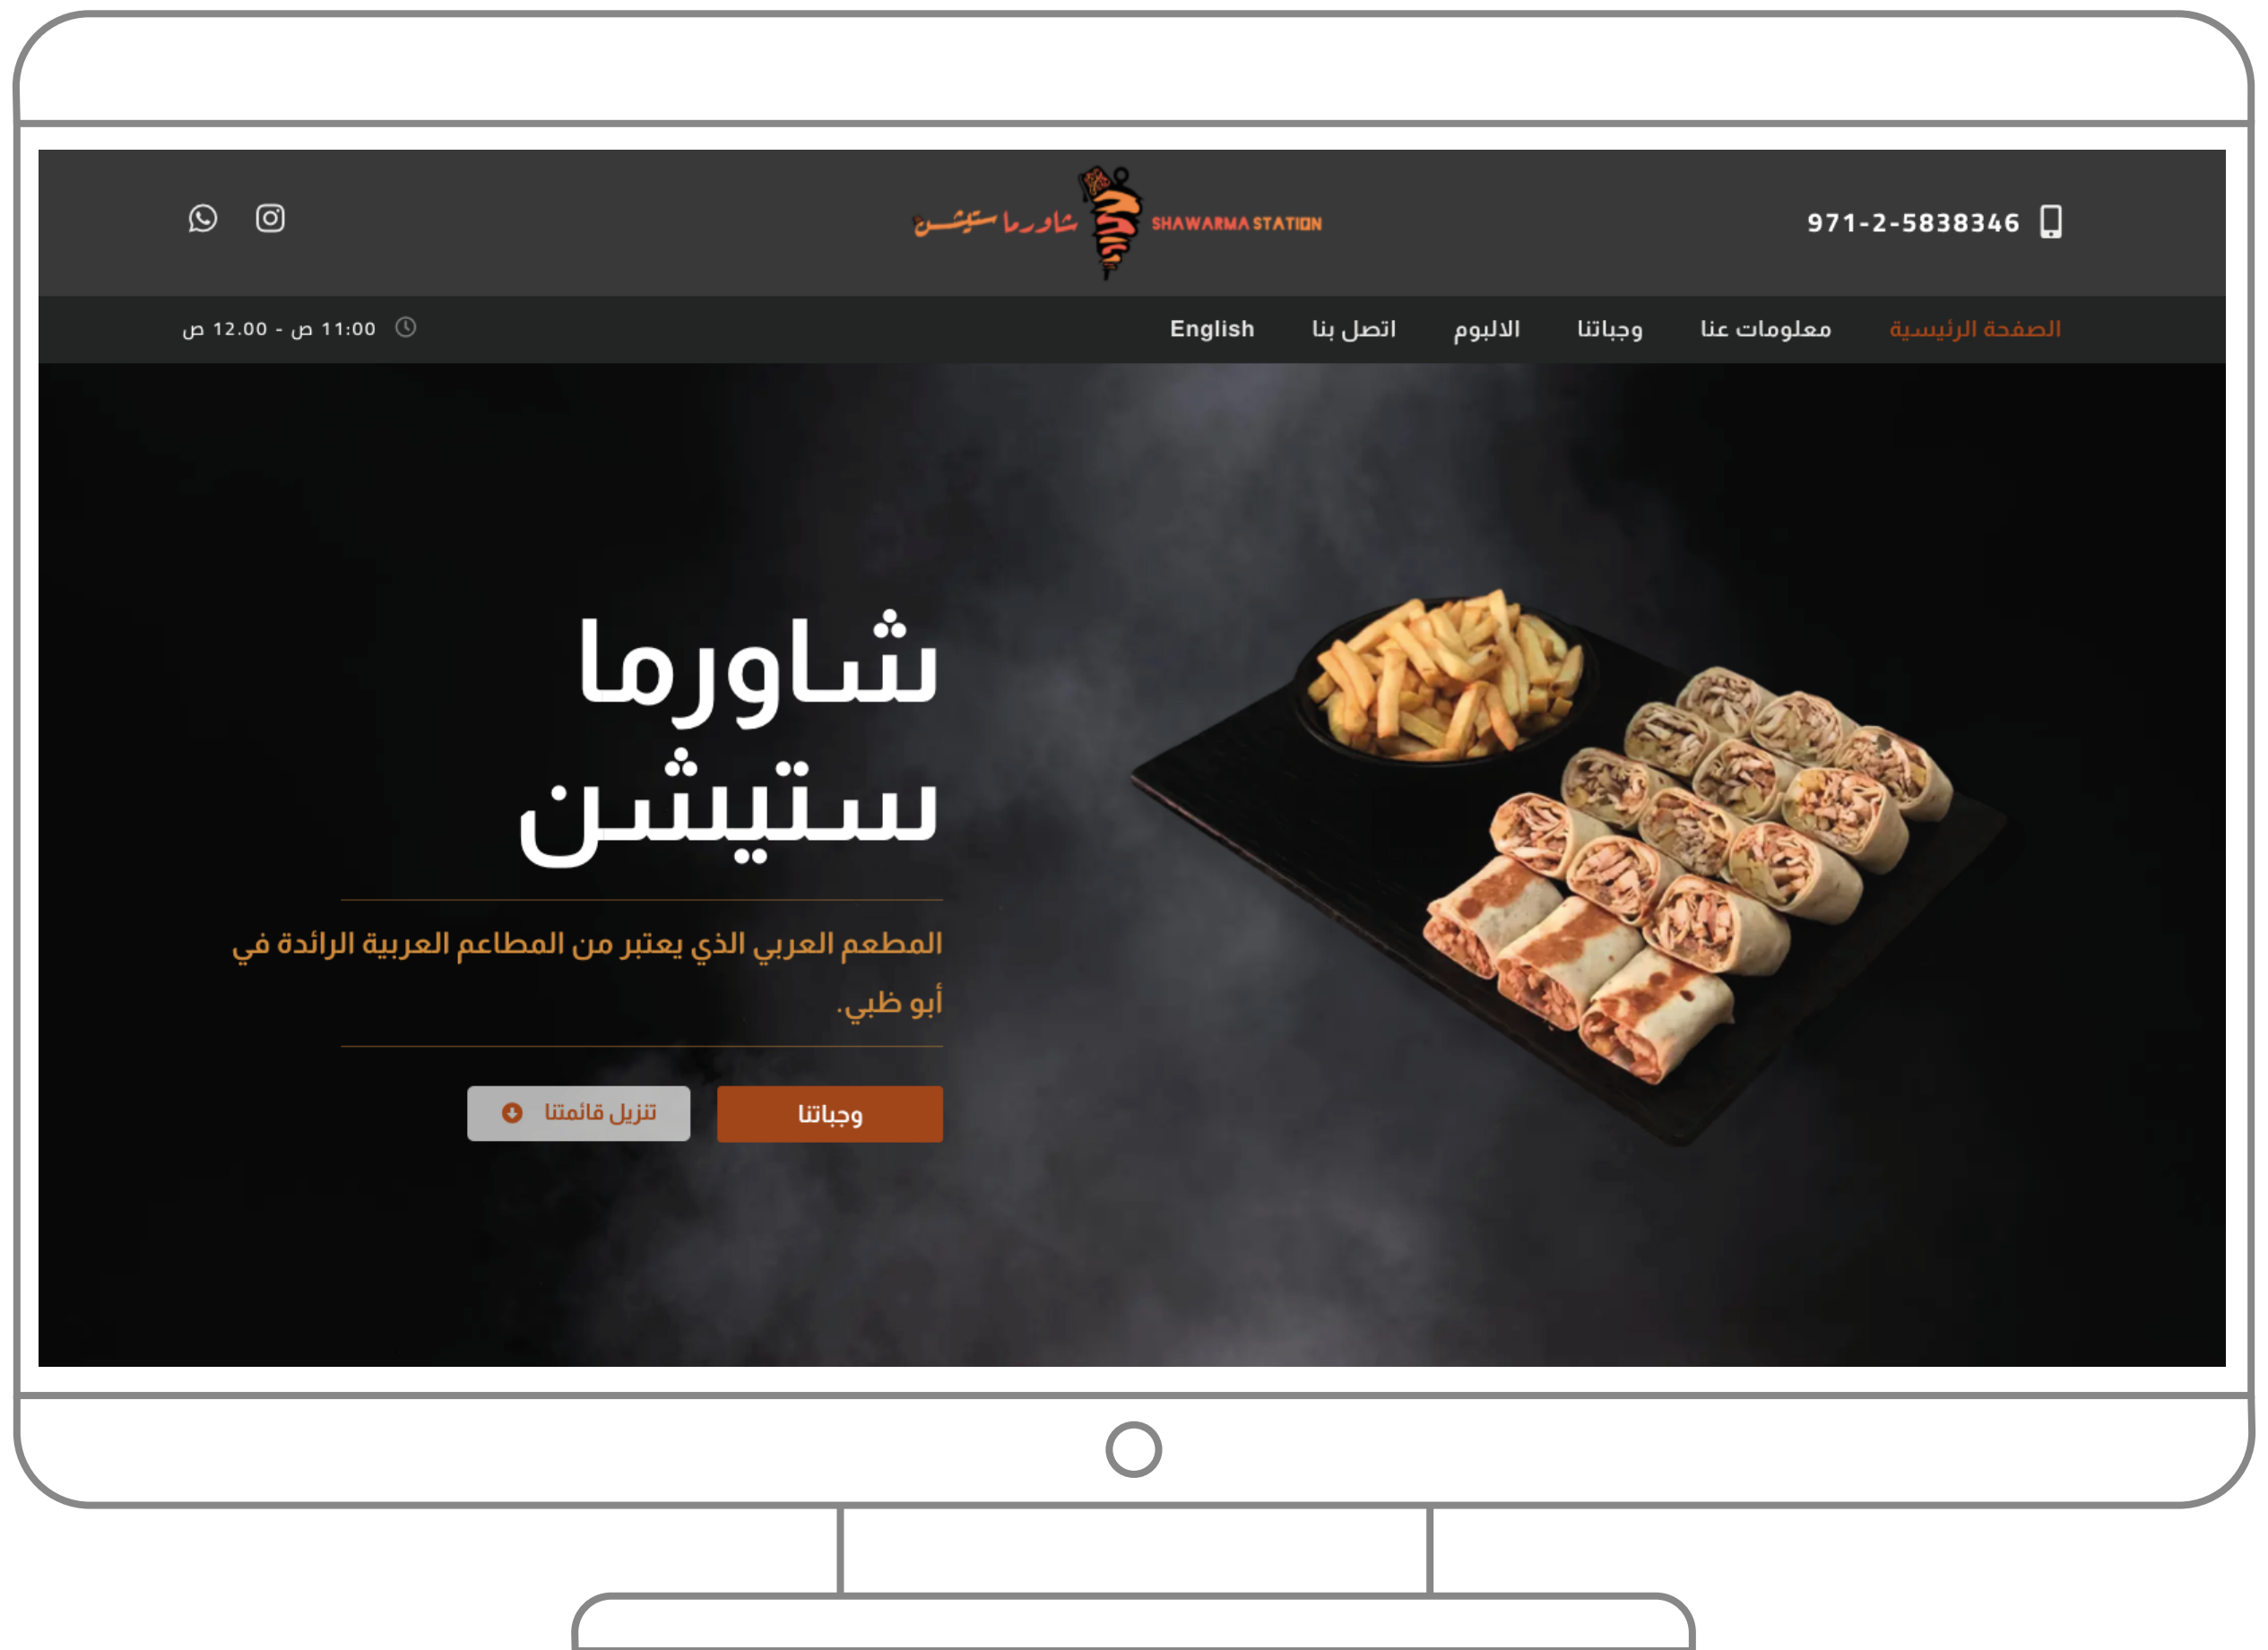 971-2-5838346
SHAWARMA STATION
شاورما ستيشن
الصفحة الرئيسية
معلومات عنا
وجباتنا
الالبوم
اتصل بنا
English
11:00 ص - 12.00 ص
شاورما
ستيشن
المطعم العربي الذي يعتبر من المطاعم العربية الرائدة في
أبو ظبي.
وجباتنا
تنزيل قائمتنا